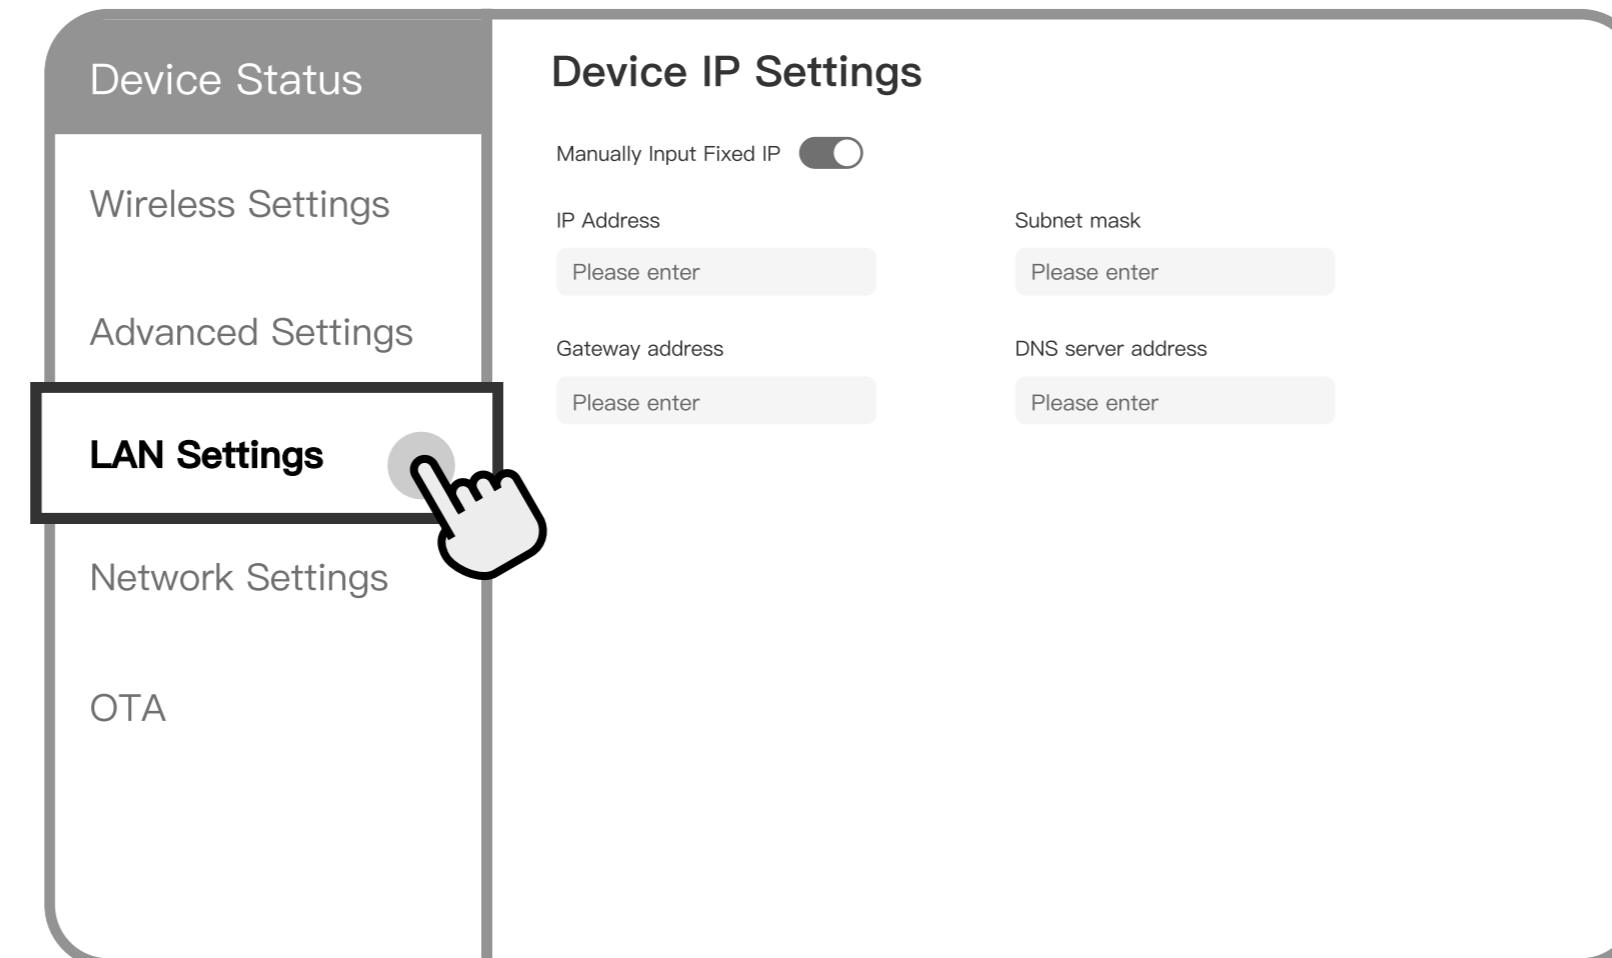 Device Status
Wireless Settings
Advanced Settings
LAN Settings
Network Settings
OTA
Device IP Settings
Manually Input Fixed IP
IP Address
Subnet mask
Please enter
Please enter
Gateway address
DNS server address
Please enter
Please enter